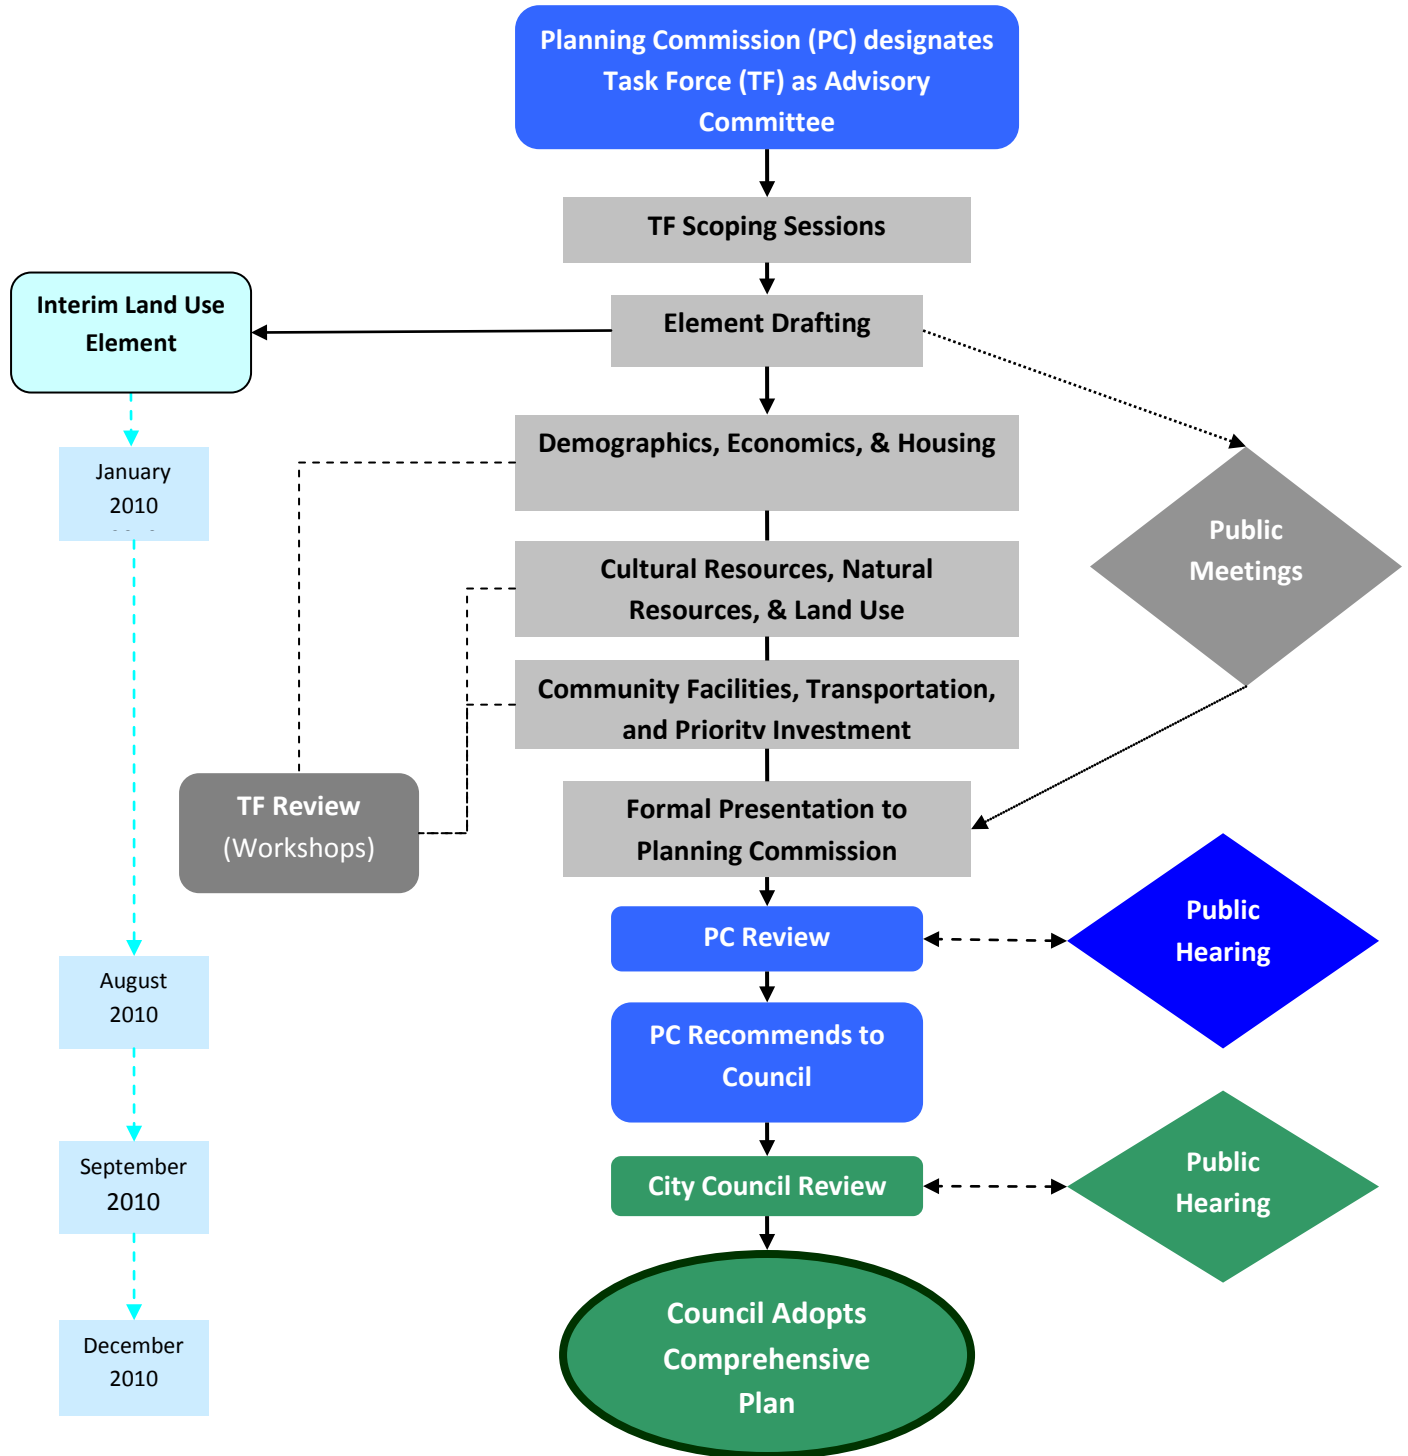 Planning Commission (PC) designates
Task Force (TF) as Advisory
Committee
TF Scoping Sessions
Interim Land Use
Element
Element Drafting
Demographics, Economics, & Housing
January
2010
Public
Meetings
Cultural Resources, Natural
Resources, & Land Use
Community Facilities, Transportation,
and Priority Investment
TF Review
(Workshops)
Formal Presentation to
Planning Commission
PC Review
Public
Hearing
August
2010
PC Recommends to
Council
September
2010
City Council Review
Public
Hearing
Council Adopts
Comprehensive
Plan
December
2010